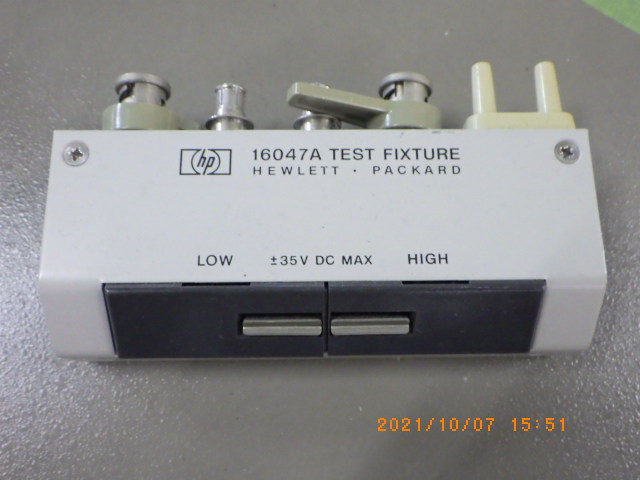 hp 16047A TEST FIXTURE
HEWLETT · PACKARD
LOW ±35V DC MAX HIGH
2021/10/07 15:51